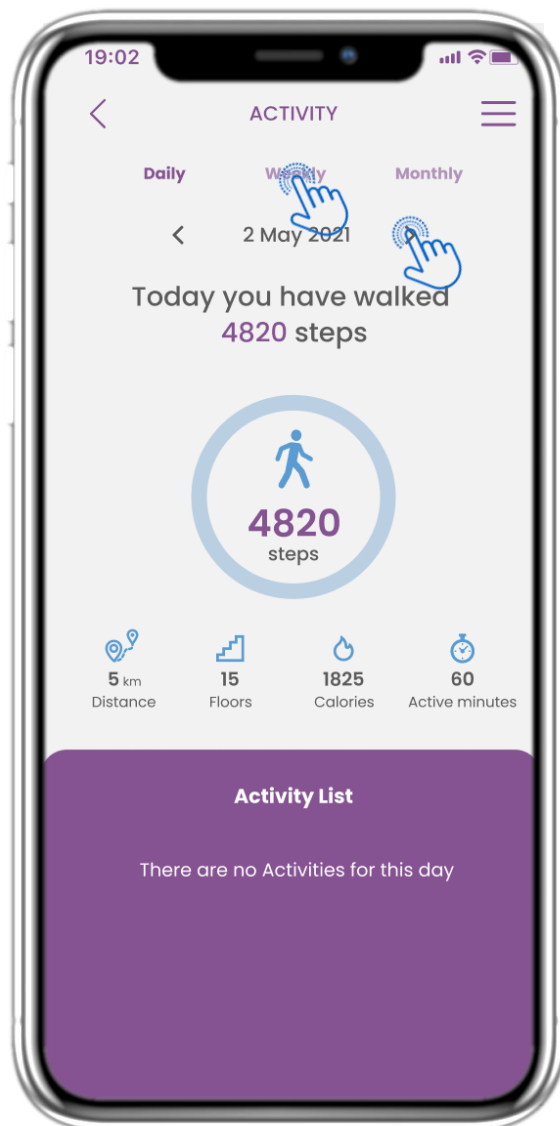 19:02
ACTIVITY
Daily Weekly Monthly
2 May 2021
Today you have walked
4820 steps
4820
steps
5 km 15 1825 60
Distance Floors Calories Active minutes
Activity List
There are no Activities for this day